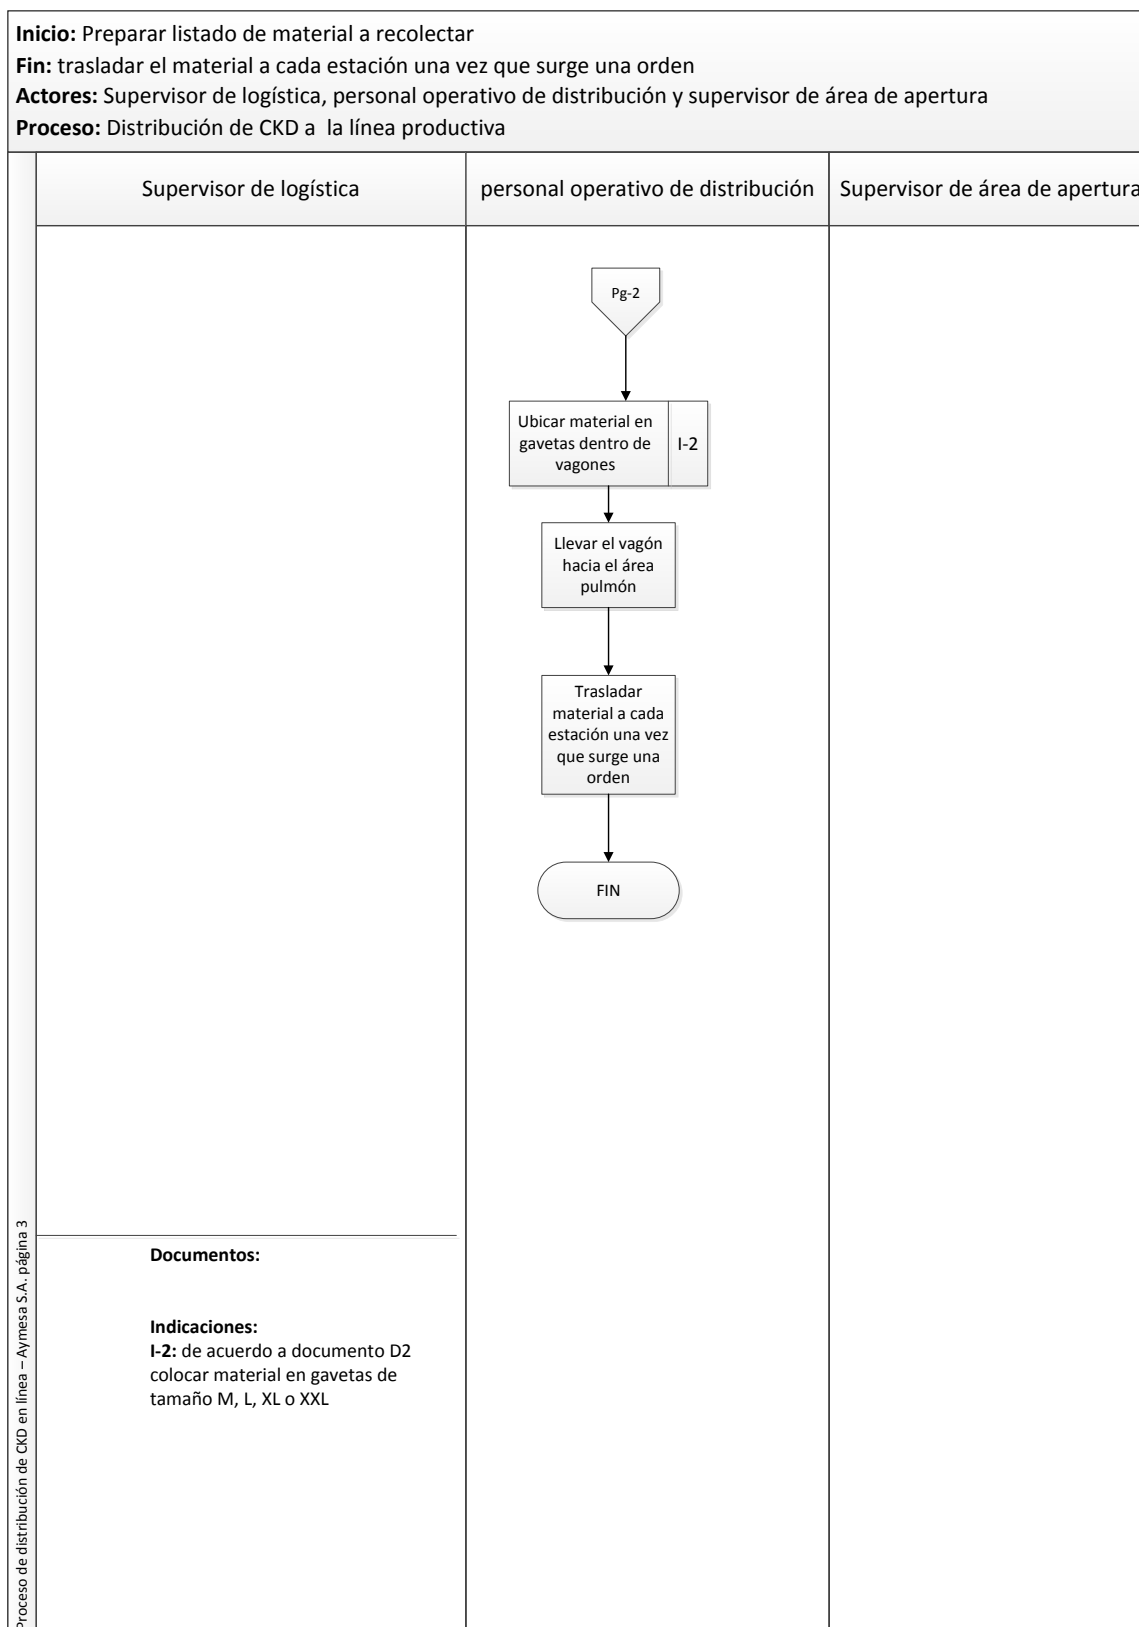 Inicio: Preparar listado de material a recolectar
Fin: trasladar el material a cada estación una vez que surge una orden
Actores: Supervisor de logística, personal operativo de distribución y supervisor de área de apertura
Proceso: Distribución de CKD a  la línea productiva
Supervisor de logística
personal operativo de distribución
Supervisor de área de apertura
Pg-2
Ubicar material en
gavetas dentro de
vagones
I-2
Llevar el vagón
hacia el área
pulmón
Trasladar
material a cada
estación una vez
que surge una
orden
FIN
Documentos:
Indicaciones:
I-2: de acuerdo a documento D2
colocar material en gavetas de
tamaño M, L, XL o XXL
Proceso de distribución de CKD en línea – Aymesa S.A. página 3